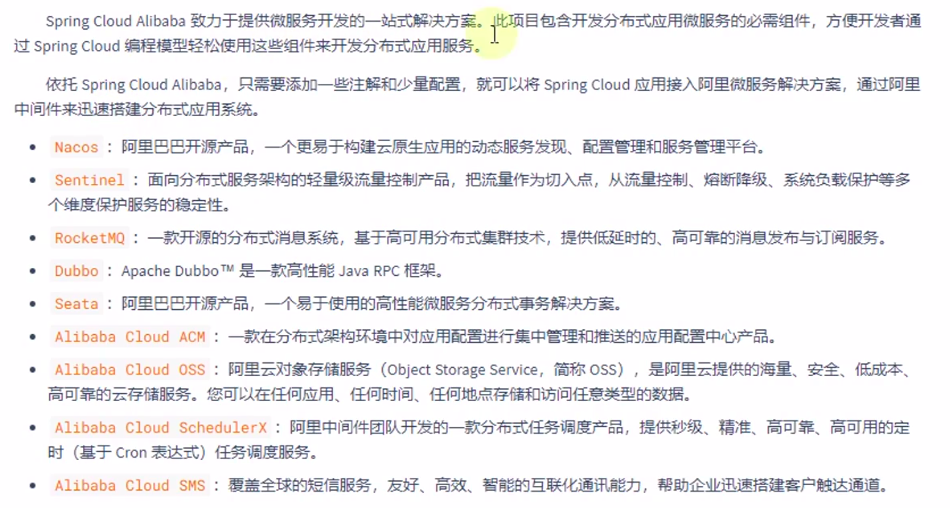 Spring Cloud Alibaba 致力于提供微服务开发的一站式解决方案。此项目包含开发分布式应用微服务的必需组件，方便开发者通
过 Spring Cloud 编程模型轻松使用这些组件来开发分布式应用服务。
依托 Spring Cloud Alibaba，只需要添加一些注解和少量配置，就可以将 Spring Cloud 应用接入阿里微服务解决方案，通过阿里
中间件来迅速搭建分布式应用系统。
• Nacos ：阿里巴巴开源产品，一个更易于构建云原生应用的动态服务发现、配置管理和服务管理平台。
• Sentinel ：面向分布式服务架构的轻量级流量控制产品，把流量作为切入点，从流量控制、熔断降级、系统负载保护等多
个维度保护服务的稳定性。
• RocketMQ ：一款开源的分布式消息系统，基于高可用分布式集群技术，提供低延时的、高可靠的消息发布与订阅服务。
• Dubbo ：Apache Dubbo™ 是一款高性能 Java RPC 框架。
• Seata ：阿里巴巴开源产品，一个易于使用的高性能微服务分布式事务解决方案。
• Alibaba Cloud ACM ：一款在分布式架构环境中对应用配置进行集中管理和推送的应用配置中心产品。
• Alibaba Cloud OSS ：阿里云对象存储服务（Object Storage Service，简称 OSS），是阿里云提供的海量、安全、低成本、
高可靠的云存储服务。您可以在任何应用、任何时间、任何地点存储和访问任意类型的数据。
• Alibaba Cloud SchedulerX ：阿里中间件团队开发的一款分布式任务调度产品，提供秒级、精准、高可靠、高可用的定
时（基于 Cron 表达式）任务调度服务。
• Alibaba Cloud SMS ：覆盖全球的短信服务，友好、高效、智能的互联化通讯能力，帮助企业迅速搭建客户触达通道。